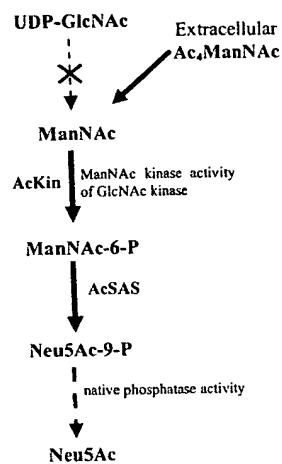 UDP-GlcNAc
Extracellular
Ac₄ManNAc
ManNAc
AcKin
ManNAc kinase activity
of GlcNAc kinase
ManNAc-6-P
AcSAS
Neu5Ac-9-P
native phosphatase activity
Neu5Ac